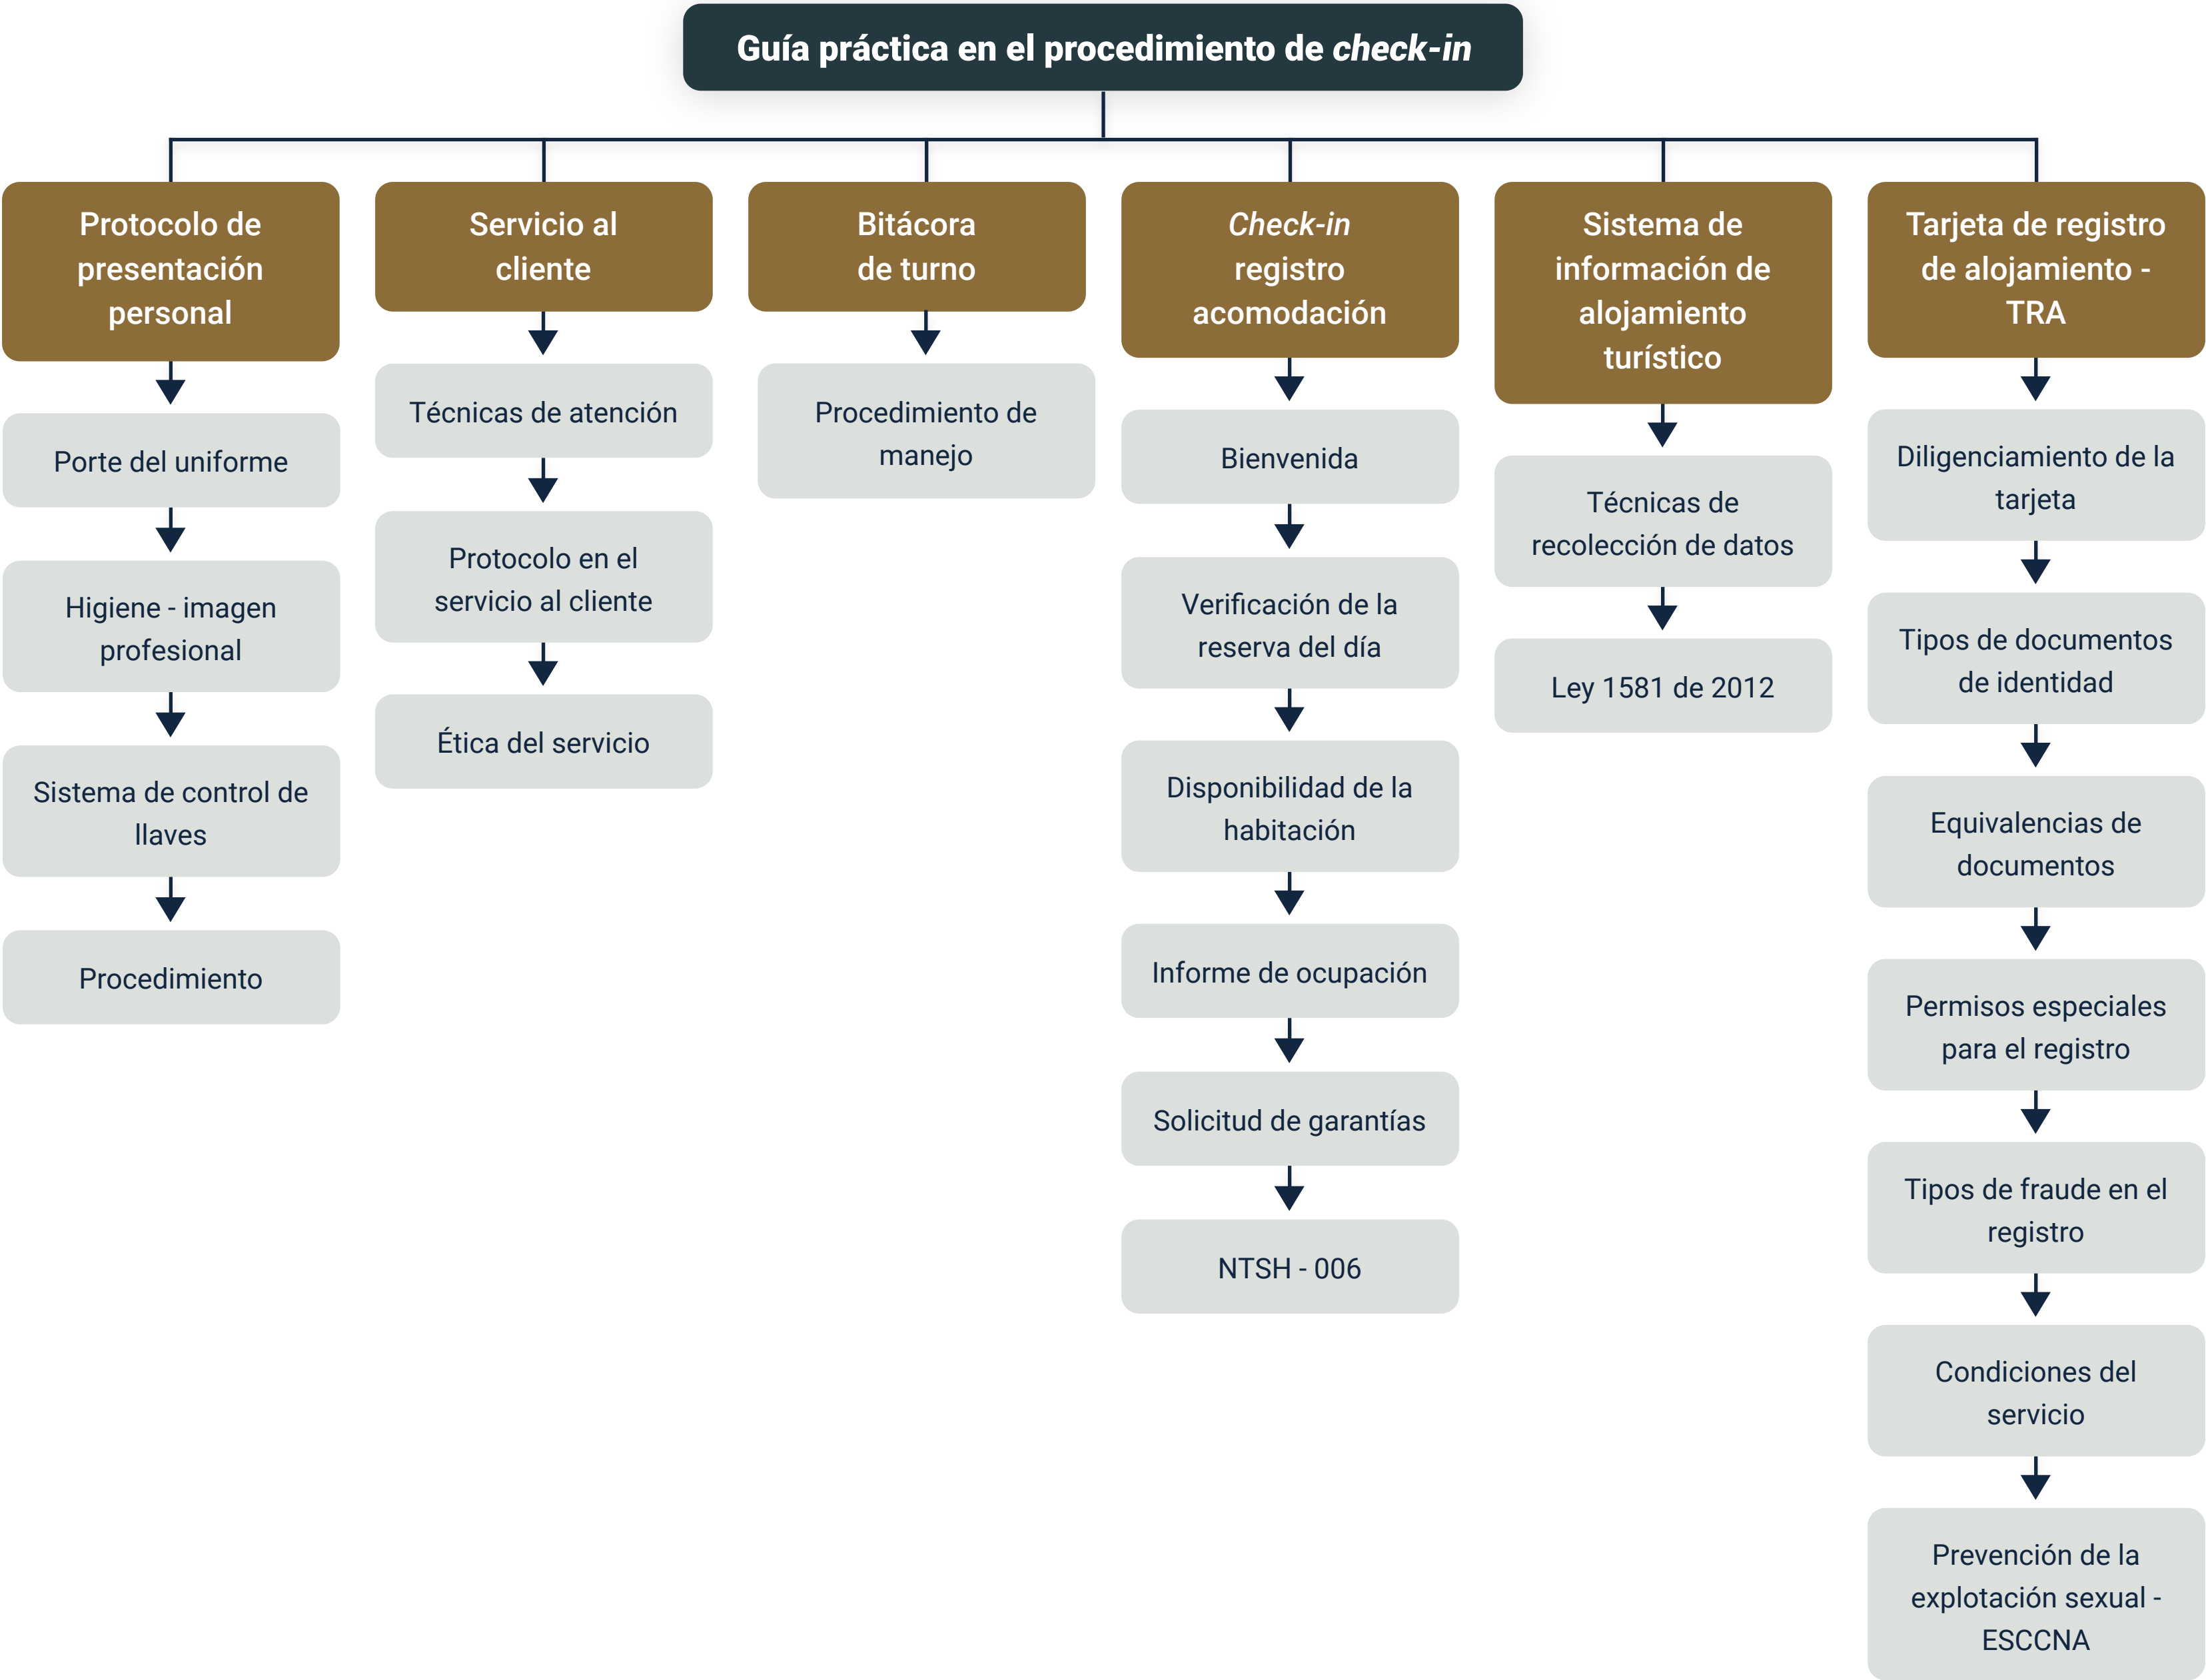 Guía práctica en el procedimiento de check-in
Protocolo de
presentación
personal
Porte del uniforme
Higiene - imagen
profesional
Sistema de control de
llaves
Procedimiento
Servicio al
cliente
Técnicas de atención
Protocolo en el
servicio al cliente
Ética del servicio
Bitácora
de turno
Procedimiento de
manejo
Check-in
registro
acomodación
Bienvenida
Verificación de la
reserva del día
Disponibilidad de la
habitación
Informe de ocupación
Solicitud de garantías
NTSH - 006
Sistema de
información de
alojamiento
turístico
Técnicas de
recolección de datos
Ley 1581 de 2012
Tarjeta de registro
de alojamiento -
TRA
Diligenciamiento de la
tarjeta
Tipos de documentos
de identidad
Equivalencias de
documentos
Permisos especiales
para el registro
Tipos de fraude en el
registro
Condiciones del
servicio
Prevención de la
explotación sexual -
ESCCNA